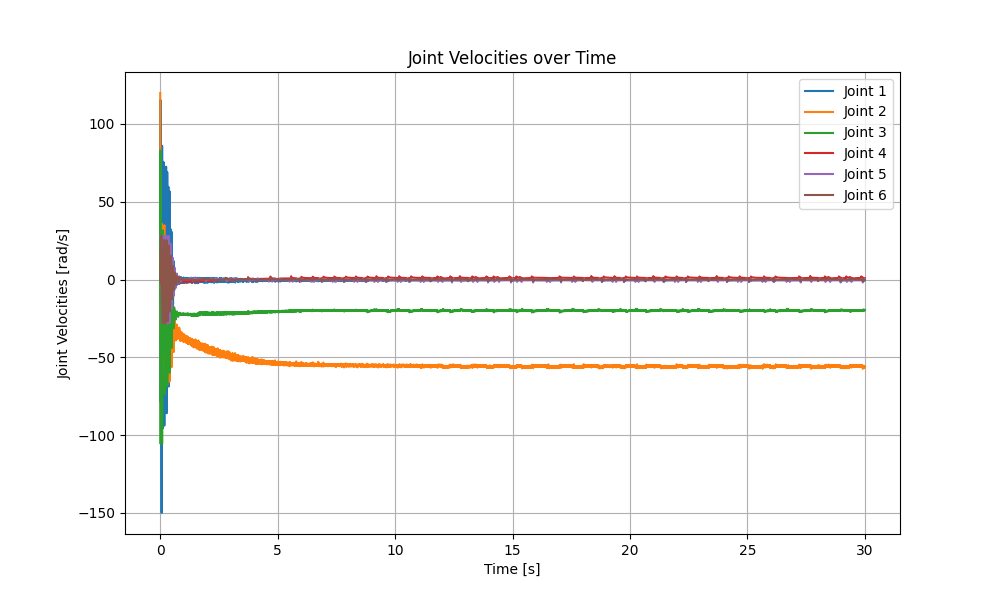 Joint Velocities over Time
Joint Velocities [rad/s]
100
50
0
−50
−100
−150
0
5
10
15
20
25
30
Time [s]
Joint 1
Joint 2
Joint 3
Joint 4
Joint 5
Joint 6